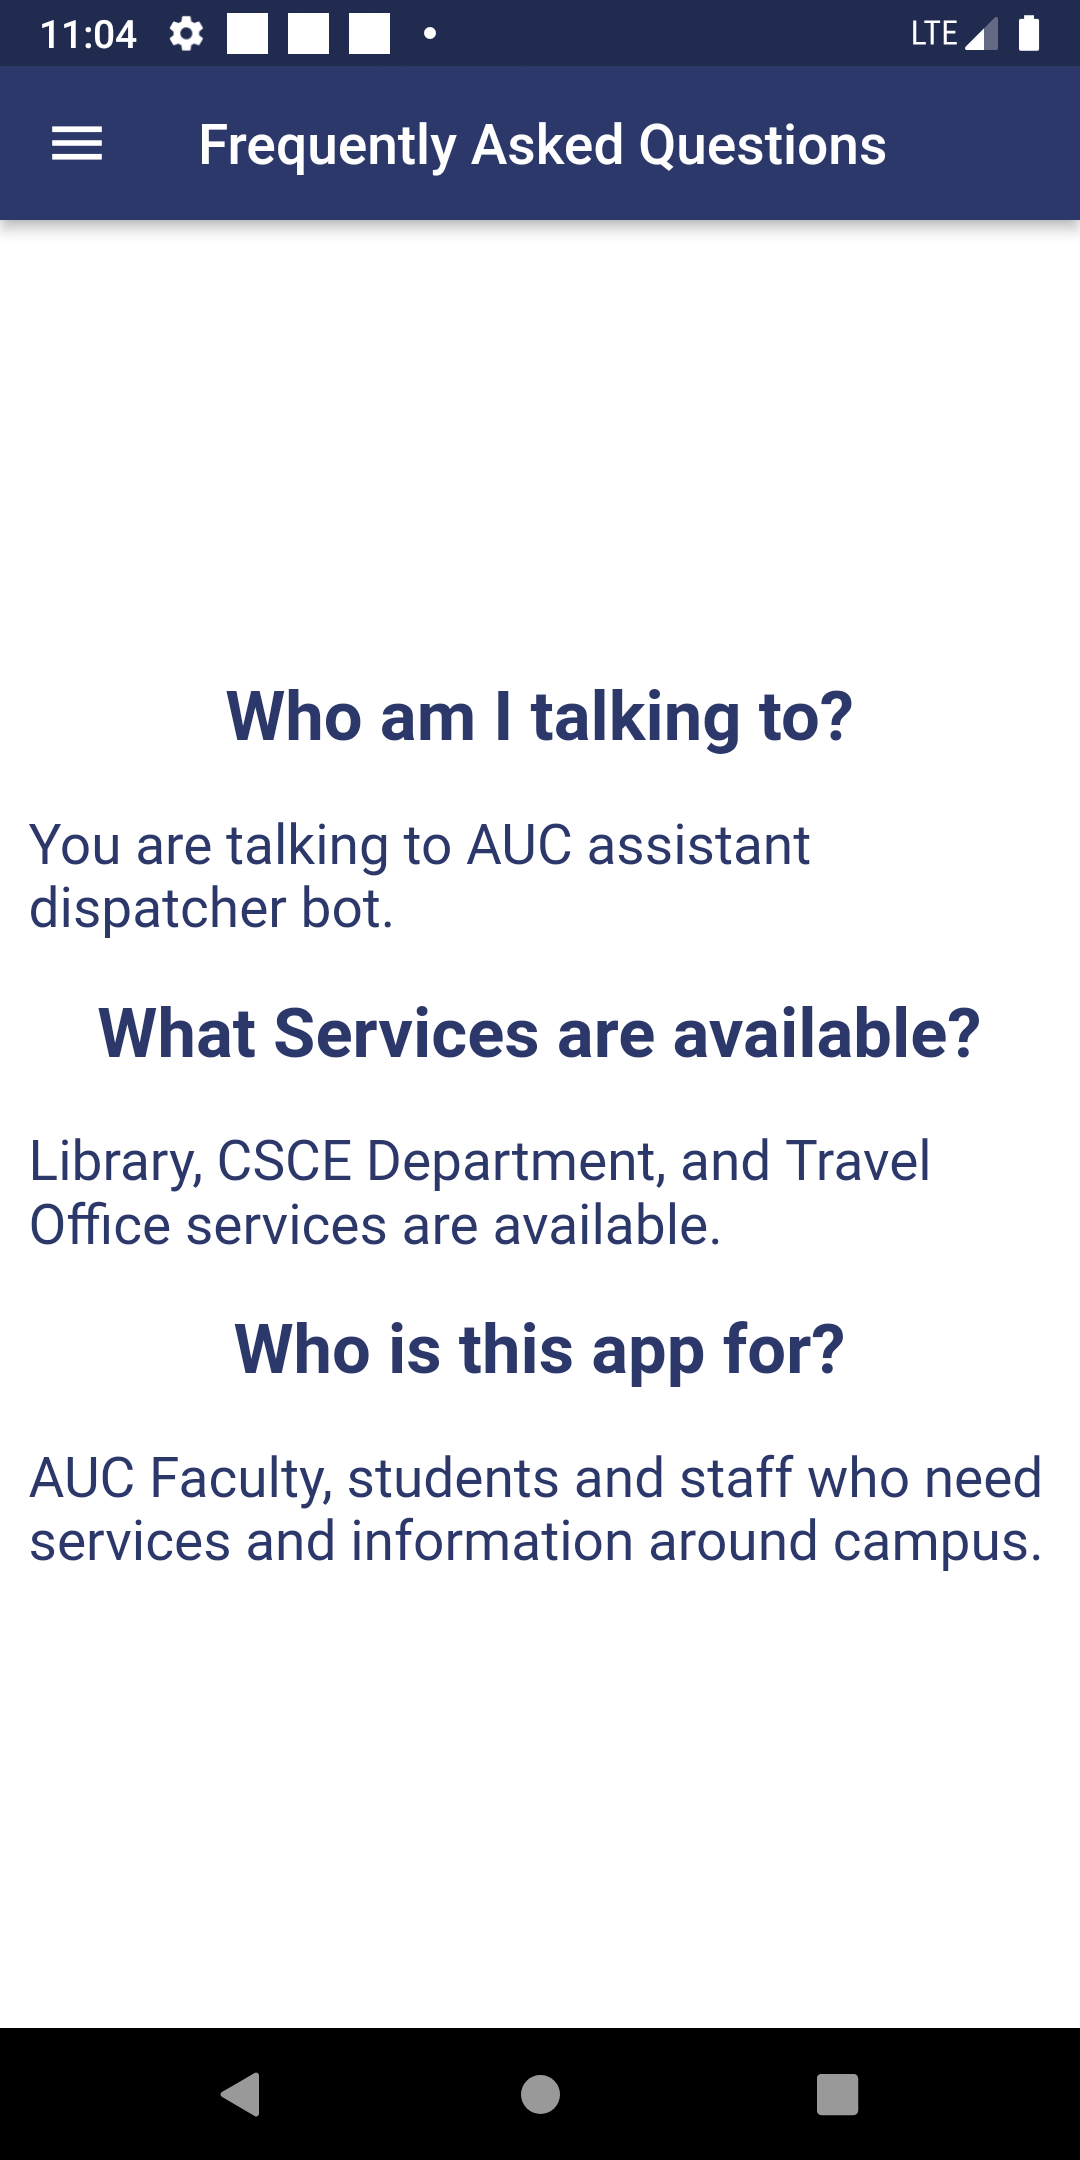 11:04
LTE
Frequently Asked Questions
Who am I talking to?
You are talking to AUC assistant
dispatcher bot.
What Services are available?
Library, CSCE Department, and Travel
Office services are available.
Who is this app for?
AUC Faculty, students and staff who need
services and information around campus.